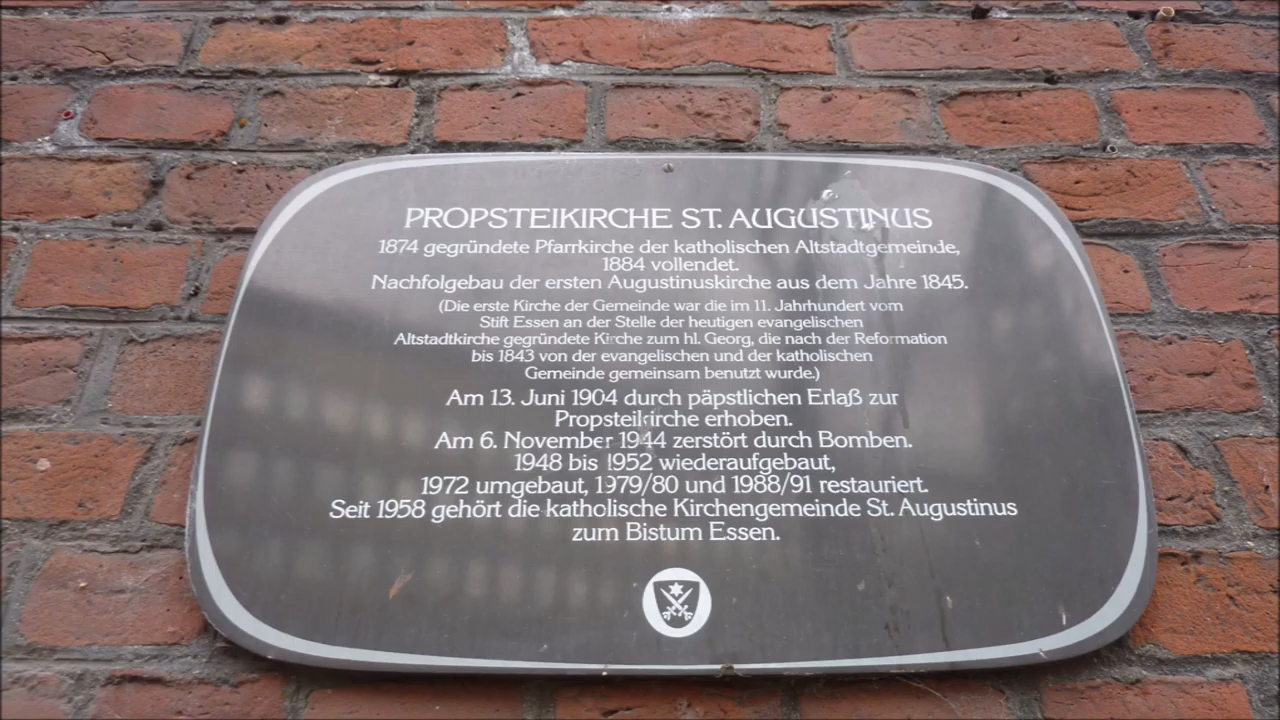 PROPSTEIKIRCHE ST. AUGUSTINUS
1874 gegründete Pfarrkirche der katholischen Altstadtgemeinde,
1884 vollendet.
Nachfolgebau der ersten Augustinuskirche aus dem Jahre 1845.
(Die erste Kirche der Gemeinde war die im 11. Jahrhundert vom
Stift Essen an der Stelle der heutigen evangelischen
Altstadtkirche gegründete Kirche zum hl. Georg, die nach der Reformation
bis 1843 von der evangelischen und der katholischen
Gemeinde gemeinsam benutzt wurde.)
Am 13. Juni 1904 durch päpstlichen Erlaß zur
Propsteikirche erhoben.
Am 6. November 1944 zerstört durch Bomben.
1948 bis 1952 wiederaufgebaut,
1972 umgebaut, 1979/80 und 1988/91 restauriert.
Seit 1958 gehört die katholische Kirchengemeinde St. Augustinus
zum Bistum Essen.